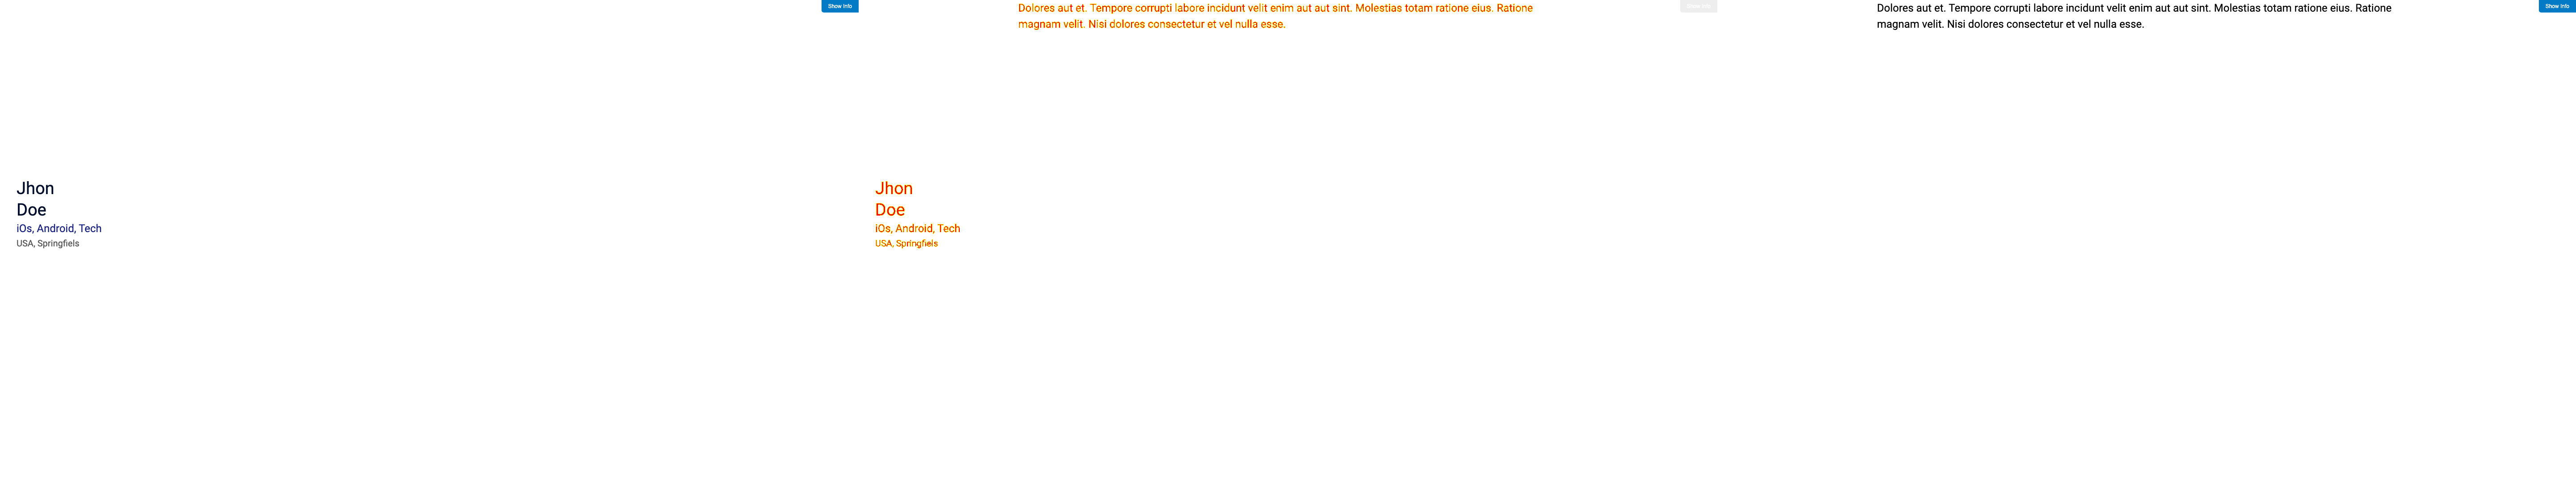 Show Info
Jhon
Doe
iOs, Android, Tech
USA, Springfiels
Dolores aut et. Tempore corrupti labore incidunt velit enim aut aut sint. Molestias totam ratione eius. Ratione
magnam velit. Nisi dolores consectetur et vel nulla esse.
Show Info
Jhon
Doe
iOs, Android, Tech
USA, Springfiels
Dolores aut et. Tempore corrupti labore incidunt velit enim aut aut sint. Molestias totam ratione eius. Ratione
magnam velit. Nisi dolores consectetur et vel nulla esse.
Show Info